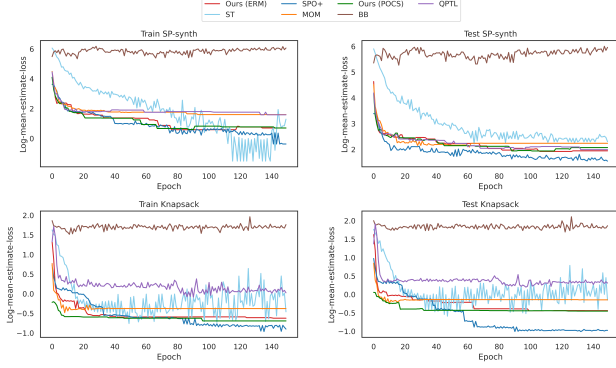 Ours (ERM) SPO+ Ours (POCS) QPTL
ST MOM BB
Train SP-synth
Test SP-synth
Log-mean-estimate-loss
6
4
2
0
0 20 40 60 80 100 120 140
Epoch
Log-mean-estimate-loss
6
5
4
3
2
0 20 40 60 80 100 120 140
Epoch
Train Knapsack
Test Knapsack
Log-mean-estimate-loss
2.0
1.5
1.0
0.5
0.0
−0.5
−1.0
0 20 40 60 80 100 120 140
Epoch
Log-mean-estimate-loss
2.0
1.5
1.0
0.5
0.0
−0.5
−1.0
0 20 40 60 80 100 120 140
Epoch